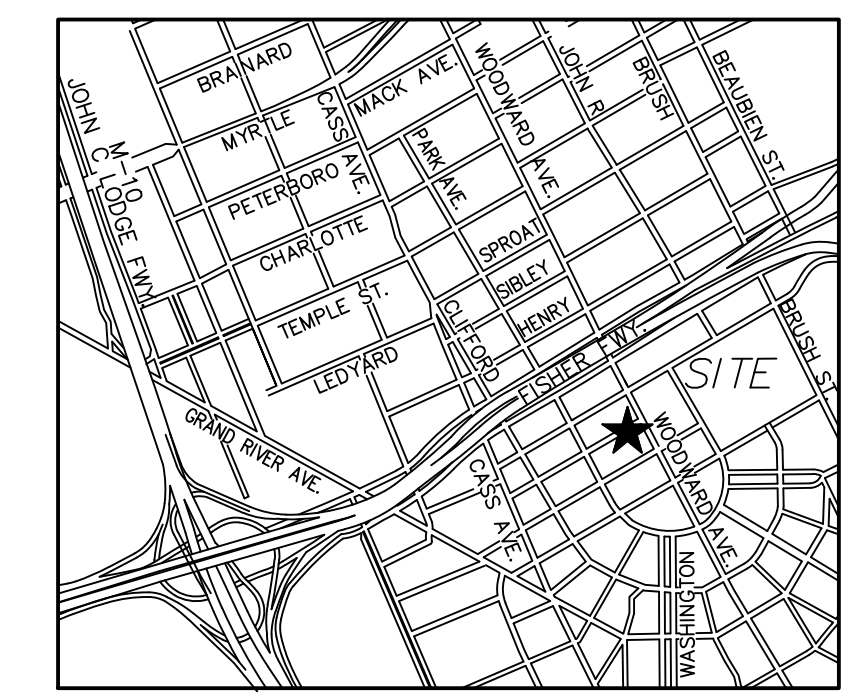 BRAINARD
MACK AVE.
WOODWARD AVE.
JOHN R
BRUSH
BEAUBIEN ST.
JOHN C LODGE FWY.
M-10
MYRTLE
CASS AVE.
PARK AVE.
PETERBORO
CHARLOTTE
SPROAT
SIBLEY
HENRY
TEMPLE ST.
CLIFFORD
LEDYARD
FISHER FWY.
BRUSH ST.
SITE
GRAND RIVER AVE.
WOODWARD AVE.
CASS AVE.
WASHINGTON